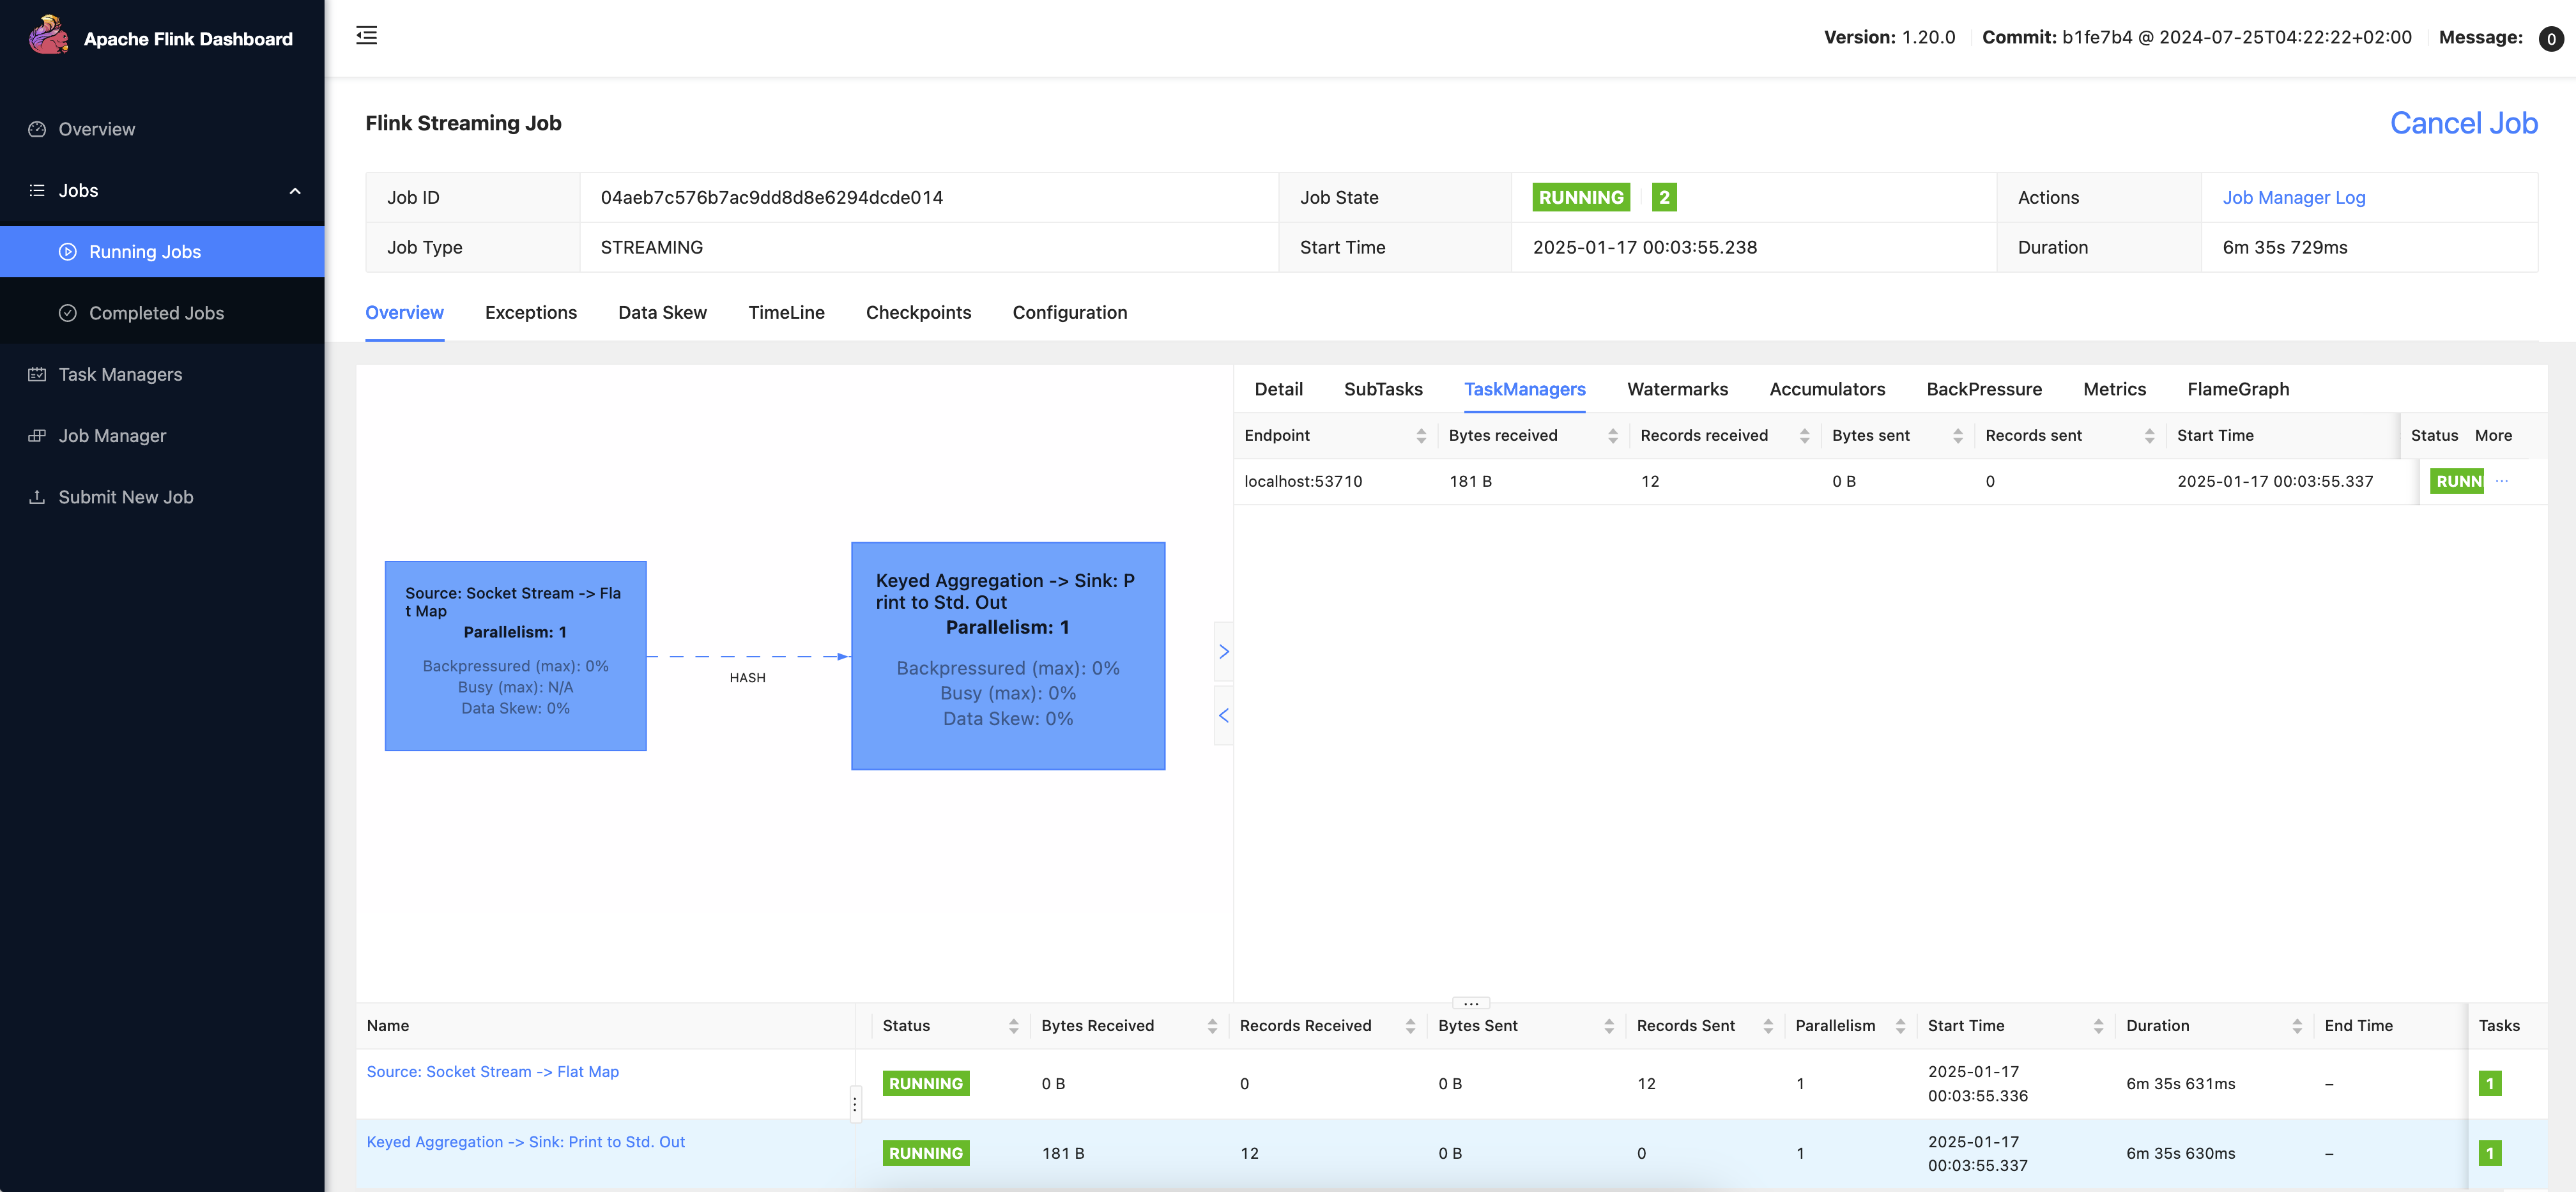 Apache Flink Dashboard
Version: 1.20.0 Commit: b1fe7b4 @ 2024-07-25T04:22:22+02:00 Message: 0
Overview
Jobs
Running Jobs
Completed Jobs
Task Managers
Job Manager
Submit New Job
Flink Streaming Job
Cancel Job
Job ID 04aeb7c576b7ac9dd8d8e6294dcde014 Job State RUNNING 2 Actions Job Manager Log
Job Type STREAMING Start Time 2025-01-17 00:03:55.238 Duration 6m 35s 729ms
Overview Exceptions Data Skew TimeLine Checkpoints Configuration
Source: Socket Stream -> Fla
t Map
Parallelism: 1
Backpressured (max): 0%
Busy (max): N/A
Data Skew: 0%
HASH
Keyed Aggregation -> Sink: P
rint to Std. Out
Parallelism: 1
Backpressured (max): 0%
Busy (max): 0%
Data Skew: 0%
Detail SubTasks TaskManagers Watermarks Accumulators BackPressure Metrics FlameGraph
Endpoint Bytes received Records received Bytes sent Records sent Start Time Status More
localhost:53710 181 B 12 0 B 0 2025-01-17 00:03:55.337 RUNN ...
Name Status Bytes Received Records Received Bytes Sent Records Sent Parallelism Start Time Duration End Time Tasks
Source: Socket Stream -> Flat Map RUNNING 0 B 0 0 B 12 1 2025-01-17
00:03:55.336 6m 35s 631ms – 1
Keyed Aggregation -> Sink: Print to Std. Out RUNNING 181 B 12 0 B 0 1 2025-01-17
00:03:55.337 6m 35s 630ms – 1